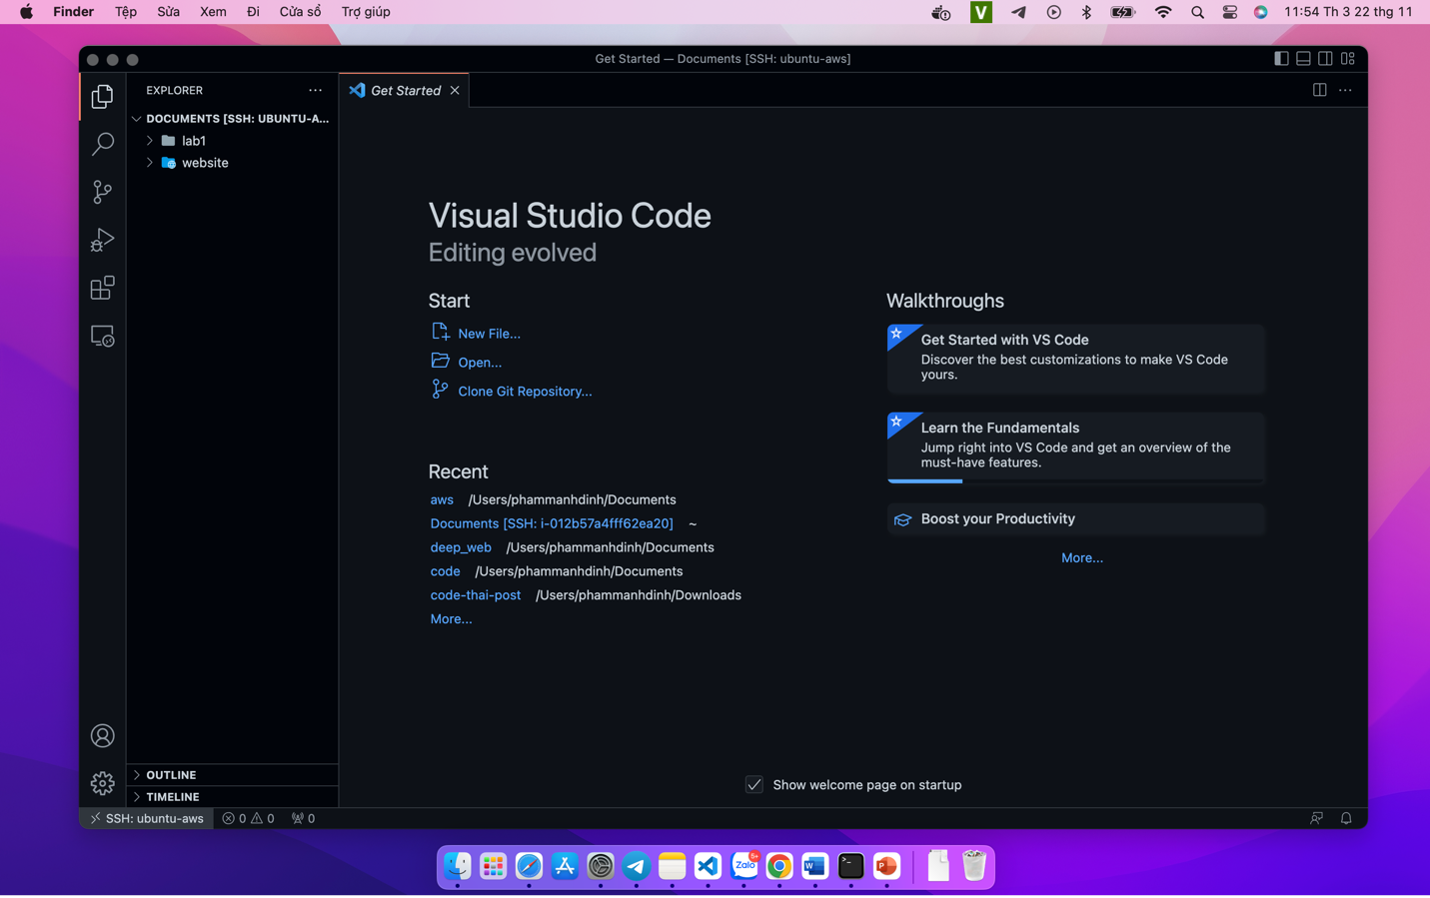 Finder Tệp Sửa Xem Đi Cửa sổ Trợ giúp V 11:54 Th 3 22 thg 11
Get Started — Documents [SSH: ubuntu-aws]
EXPLORER
DOCUMENTS [SSH: UBUNTU-A...
lab1
website
OUTLINE
TIMELINE
Get Started
Visual Studio Code
Editing evolved
Start
New File...
Open...
Clone Git Repository...
Recent
aws /Users/phammanhdinh/Documents
Documents [SSH: i-012b57a4fff62ea20] ~
deep_web /Users/phammanhdinh/Documents
code /Users/phammanhdinh/Documents
code-thai-post /Users/phammanhdinh/Downloads
More...
Walkthroughs
Get Started with VS Code
Discover the best customizations to make VS Code
yours.
Learn the Fundamentals
Jump right into VS Code and get an overview of the
must-have features.
Boost your Productivity
More...
Show welcome page on startup
SSH: ubuntu-aws 0 0 0
Zalo 5+ W P